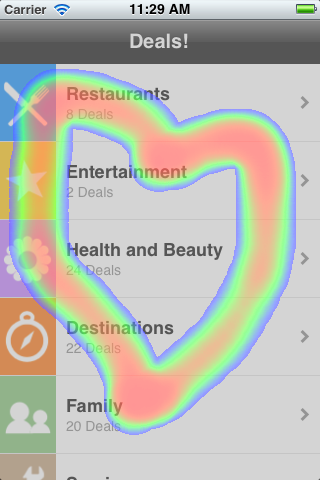 Carrier 11:29 AM
Deals!
Restaurants
8 Deals
Entertainment
2 Deals
Health and Beauty
24 Deals
Destinations
22 Deals
Family
20 Deals